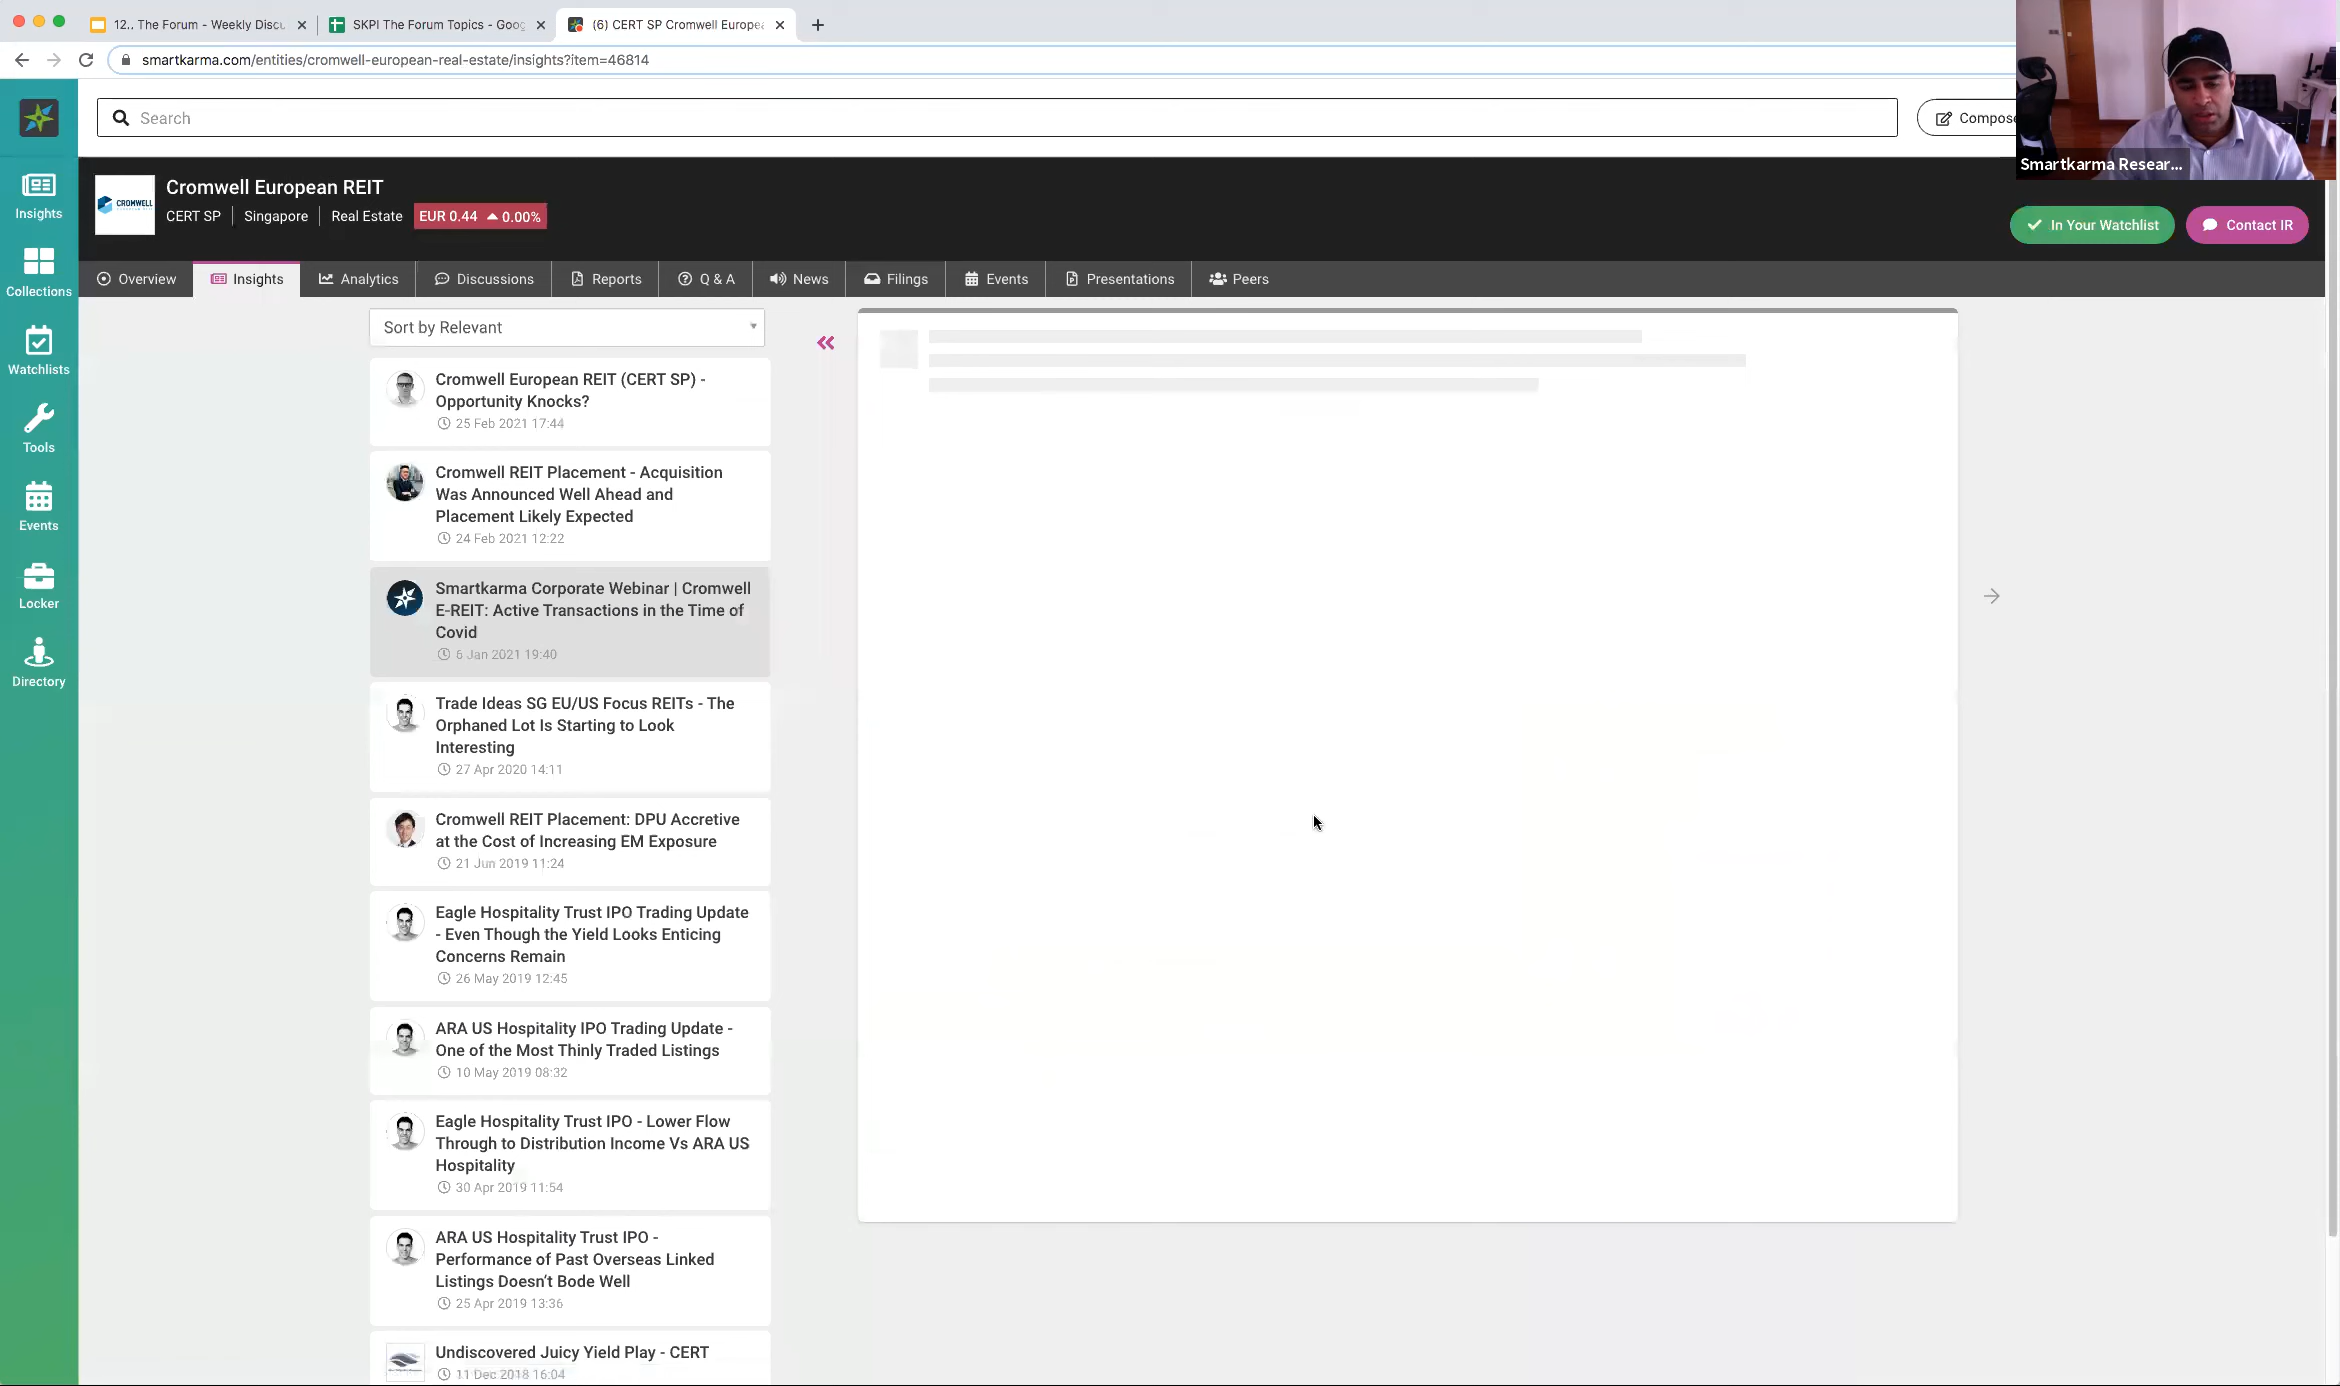 12.. The Forum - Weekly Discu
SKPI The Forum Topics - Goog
(6) CERT SP Cromwell Europea
smartkarma.com/entities/cromwell-european-real-estate/insights?item=46814
Search
Compose
Smartkarma Resear...
CROMWELL
Cromwell European REIT
CERT SP
Singapore
Real Estate
EUR 0.44 0.00%
In Your Watchlist
Contact IR
Insights
Collections
Watchlists
Tools
Events
Locker
Directory
Overview
Insights
Analytics
Discussions
Reports
Q & A
News
Filings
Events
Presentations
Peers
Sort by Relevant
Cromwell European REIT (CERT SP) -
Opportunity Knocks?
25 Feb 2021 17:44
Cromwell REIT Placement - Acquisition
Was Announced Well Ahead and
Placement Likely Expected
24 Feb 2021 12:22
Smartkarma Corporate Webinar | Cromwell
E-REIT: Active Transactions in the Time of
Covid
6 Jan 2021 19:40
Trade Ideas SG EU/US Focus REITs - The
Orphaned Lot Is Starting to Look
Interesting
27 Apr 2020 14:11
Cromwell REIT Placement: DPU Accretive
at the Cost of Increasing EM Exposure
21 Jun 2019 11:24
Eagle Hospitality Trust IPO Trading Update
- Even Though the Yield Looks Enticing
Concerns Remain
26 May 2019 12:45
ARA US Hospitality IPO Trading Update -
One of the Most Thinly Traded Listings
10 May 2019 08:32
Eagle Hospitality Trust IPO - Lower Flow
Through to Distribution Income Vs ARA US
Hospitality
30 Apr 2019 11:54
ARA US Hospitality Trust IPO -
Performance of Past Overseas Linked
Listings Doesn't Bode Well
25 Apr 2019 13:36
Undiscovered Juicy Yield Play - CERT
11 Dec 2018 16:04